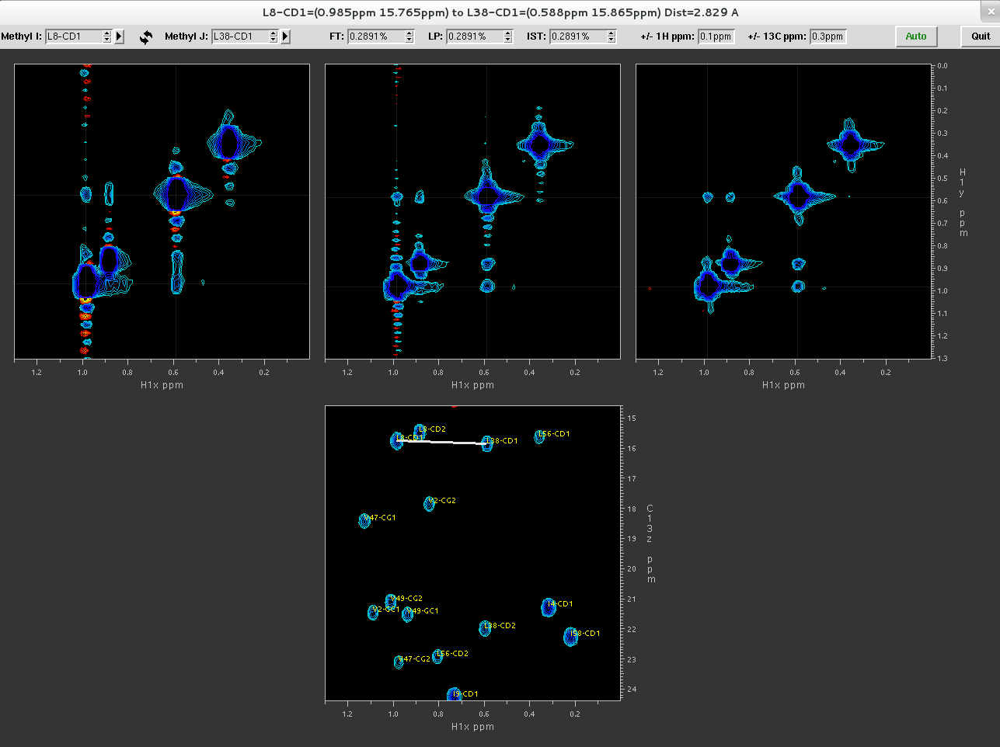 L8-CD1=(0.985ppm 15.765ppm) to L38-CD1=(0.588ppm 15.865ppm) Dist=2.829 A
Methyl I: L8-CD1 Methyl J: L38-CD1 FT: 0.2891% LP: 0.2891% IST: 0.2891% +/- 1H ppm: 0.1ppm +/- 13C ppm: 0.3ppm Auto Quit
0.0
0.1
0.2
0.3
0.4
0.5
0.6
0.7
0.8
0.9
1.0
1.1
1.2
1.3
H1y ppm
1.2 1.0 0.8 0.6 0.4 0.2
H1x ppm
1.2 1.0 0.8 0.6 0.4 0.2
H1x ppm
1.2 1.0 0.8 0.6 0.4 0.2
H1x ppm
L8-CD2
L8-CD1
L38-CD1
L56-CD1
V2-CG2
V47-CG1
V49-CG2
V2-GC1
V49-GC1
I4-CD1
L38-CD2
I58-CD1
L56-CD2
V47-CG2
I9-CD1
15
16
17
18
19
20
21
22
23
24
C13z ppm
1.2 1.0 0.8 0.6 0.4 0.2
H1x ppm